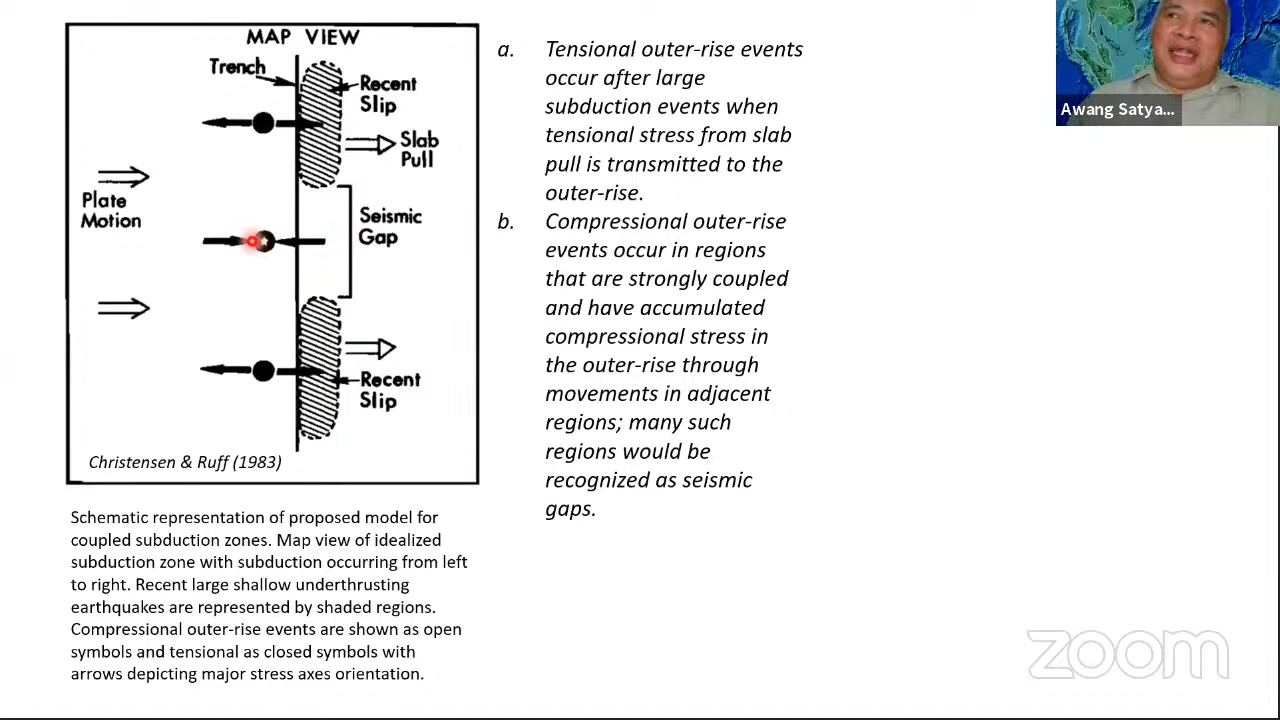 MAP VIEW
Trench
Recent
Slip
Slab
Pull
Plate
Motion
Seismic
Gap
Recent
Slip
Christensen & Ruff (1983)
Schematic representation of proposed model for
coupled subduction zones. Map view of idealized
subduction zone with subduction occurring from left
to right. Recent large shallow underthrusting
earthquakes are represented by shaded regions.
Compressional outer-rise events are shown as open
symbols and tensional as closed symbols with
arrows depicting major stress axes orientation.
a. Tensional outer-rise events
occur after large
subduction events when
tensional stress from slab
pull is transmitted to the
outer-rise.
b. Compressional outer-rise
events occur in regions
that are strongly coupled
and have accumulated
compressional stress in
the outer-rise through
movements in adjacent
regions; many such
regions would be
recognized as seismic
gaps.
Awang Satya...
zoom